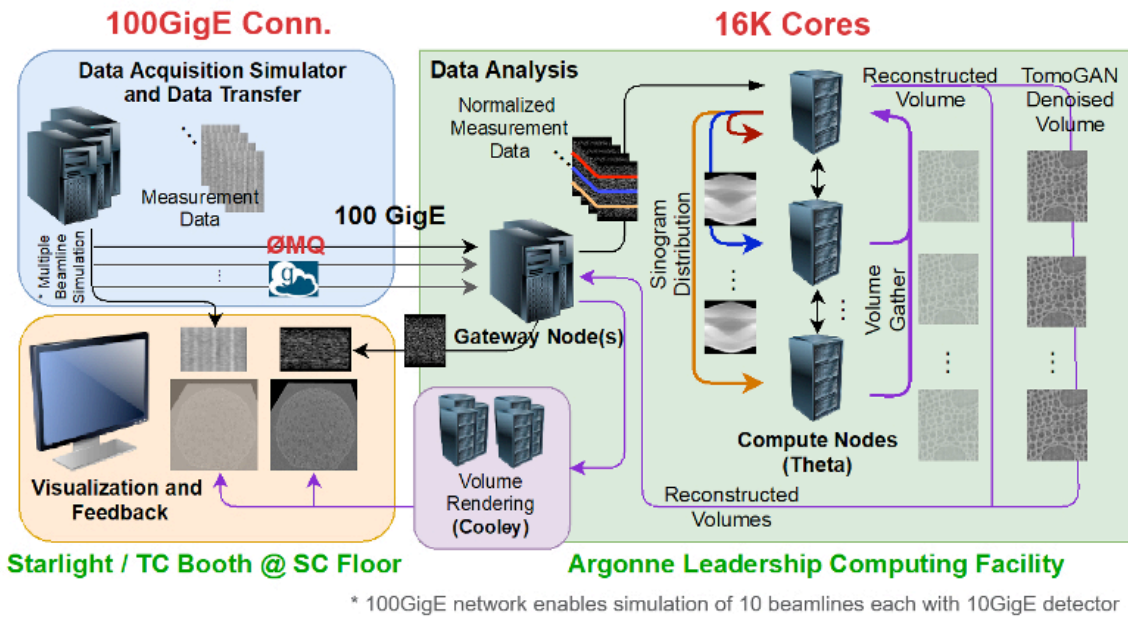 100GigE Conn.
16K Cores
Data Acquisition Simulator
and Data Transfer
Measurement
Data
* Multiple
Beamline
Simulation
100 GigE
ØMQ
g
...
Data Analysis
Normalized
Measurement
Data
Gateway Node(s)
Sinogram
Distribution
Compute Nodes
(Theta)
Volume
Gather
Reconstructed
Volume
TomoGAN
Denoised
Volume
Reconstructed
Volumes
Visualization and
Feedback
Volume
Rendering
(Cooley)
Starlight / TC Booth @ SC Floor
Argonne Leadership Computing Facility
* 100GigE network enables simulation of 10 beamlines each with 10GigE detector